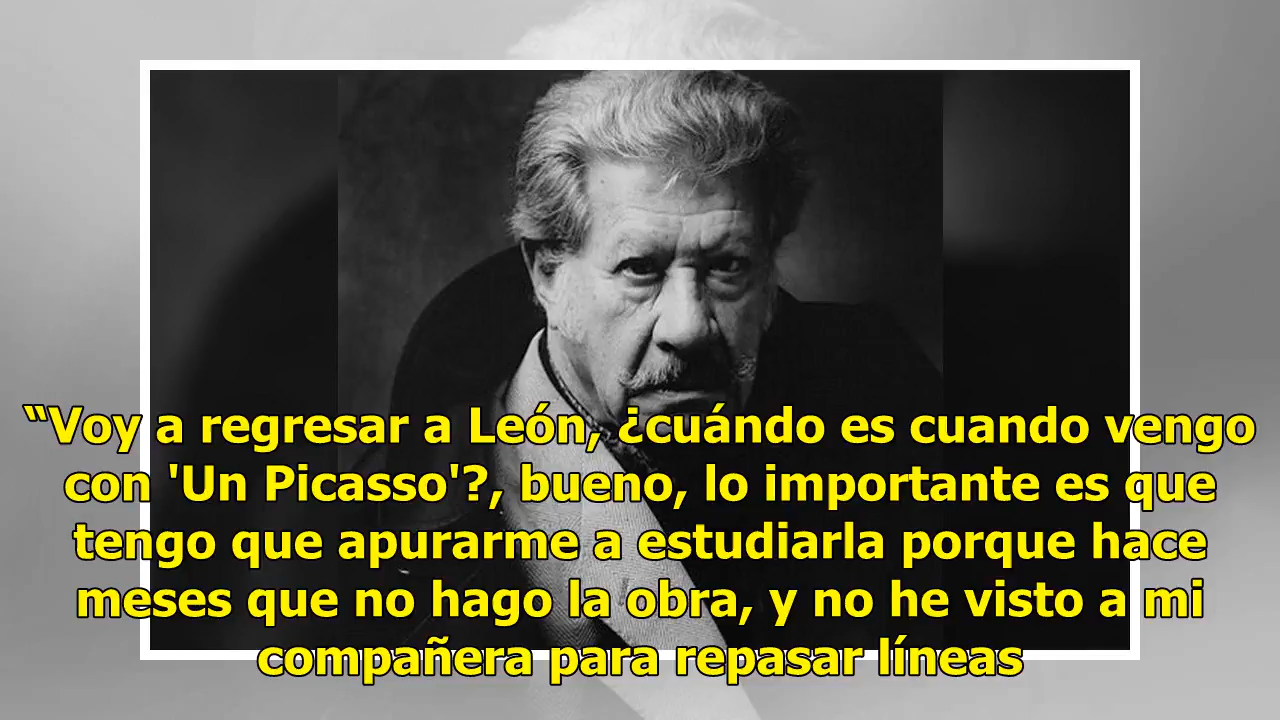 “Voy a regresar a León, ¿cuándo es cuando vengo
con 'Un Picasso'?, bueno, lo importante es que
tengo que apurarme a estudiarla porque hace
meses que no hago la obra, y no he visto a mi
compañera para repasar líneas